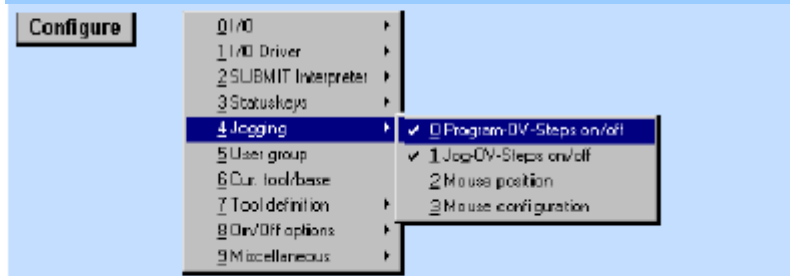 Configure
0 I/O
1 I/O Driver
2 SUBMIT Interpreter
3 Statuskeys
4 Jogging
5 User group
6 Cur. tool/base
7 Tool definition
8 On/Off options
9 Miscellaneous
0 Program-OV-Steps on/off
1 Jog-OV-Steps on/off
2 Mouse position
3 Mouse configuration